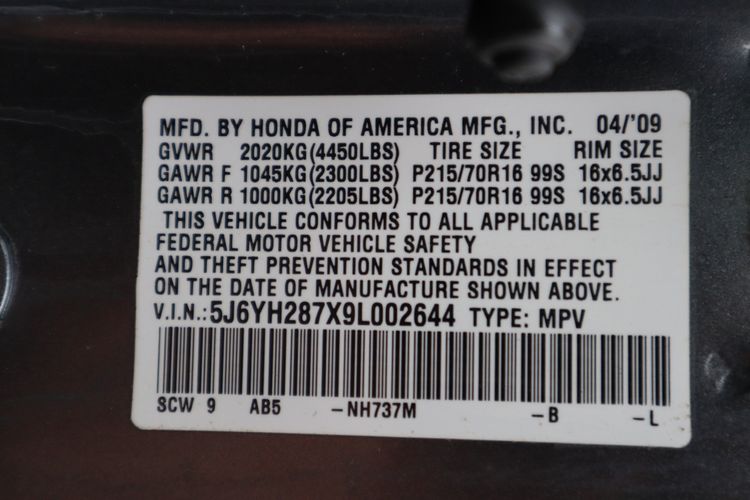 MFD. BY HONDA OF AMERICA MFG., INC. 04/'09
GVWR 2020KG(4450LBS) TIRE SIZE RIM SIZE
GAWR F 1045KG(2300LBS) P215/70R16 99S 16x6.5JJ
GAWR R 1000KG(2205LBS) P215/70R16 99S 16x6.5JJ
THIS VEHICLE CONFORMS TO ALL APPLICABLE
FEDERAL MOTOR VEHICLE SAFETY
AND THEFT PREVENTION STANDARDS IN EFFECT
ON THE DATE OF MANUFACTURE SHOWN ABOVE.
V.I.N.:5J6YH287X9L002644 TYPE: MPV
SCW 9 AB5 -NH737M -B -L